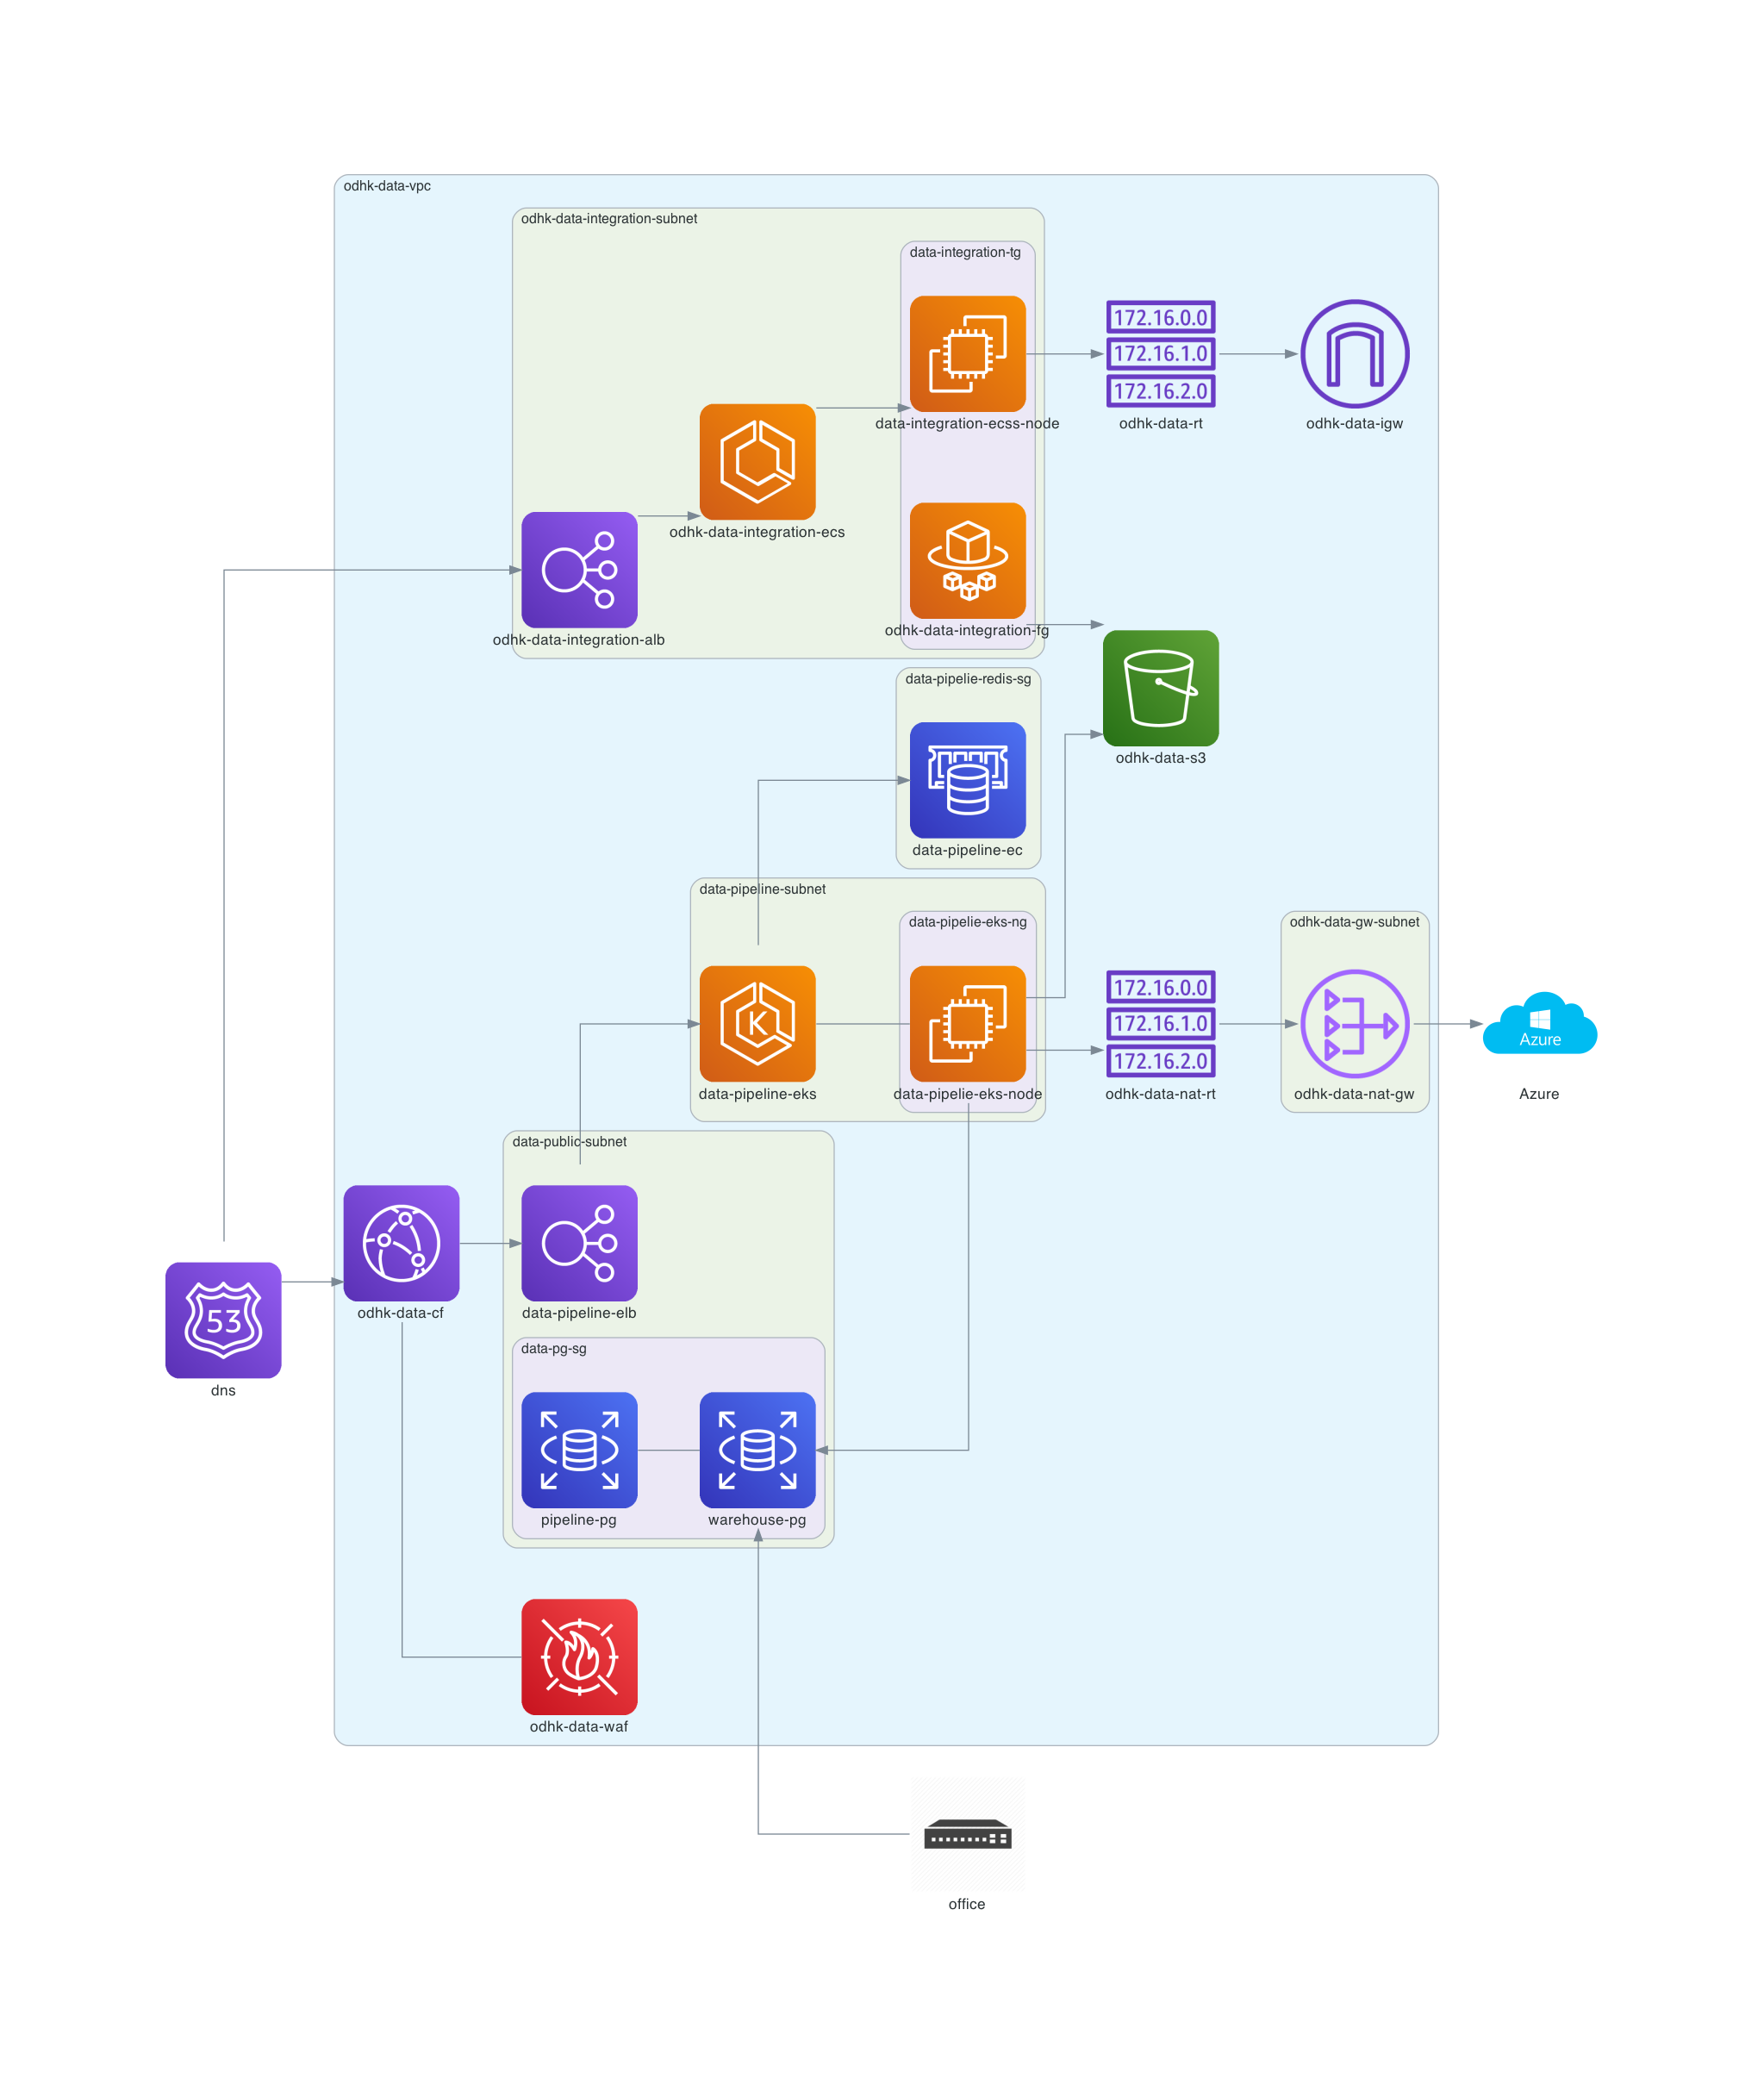 odhk-data-vpc
odhk-data-integration-subnet
data-integration-tg
172.16.0.0
172.16.1.0
172.16.2.0
data-integration-ecss-node
odhk-data-rt
odhk-data-igw
odhk-data-integration-ecs
odhk-data-integration-alb
odhk-data-integration-fg
data-pipelie-redis-sg
odhk-data-s3
data-pipeline-ec
data-pipeline-subnet
data-pipelie-eks-ng
odhk-data-gw-subnet
K
172.16.0.0
172.16.1.0
172.16.2.0
Azure
data-pipeline-eks
data-pipelie-eks-node
odhk-data-nat-rt
odhk-data-nat-gw
Azure
data-public-subnet
odhk-data-cf
data-pipeline-elb
53
dns
data-pg-sg
pipeline-pg
warehouse-pg
odhk-data-waf
office